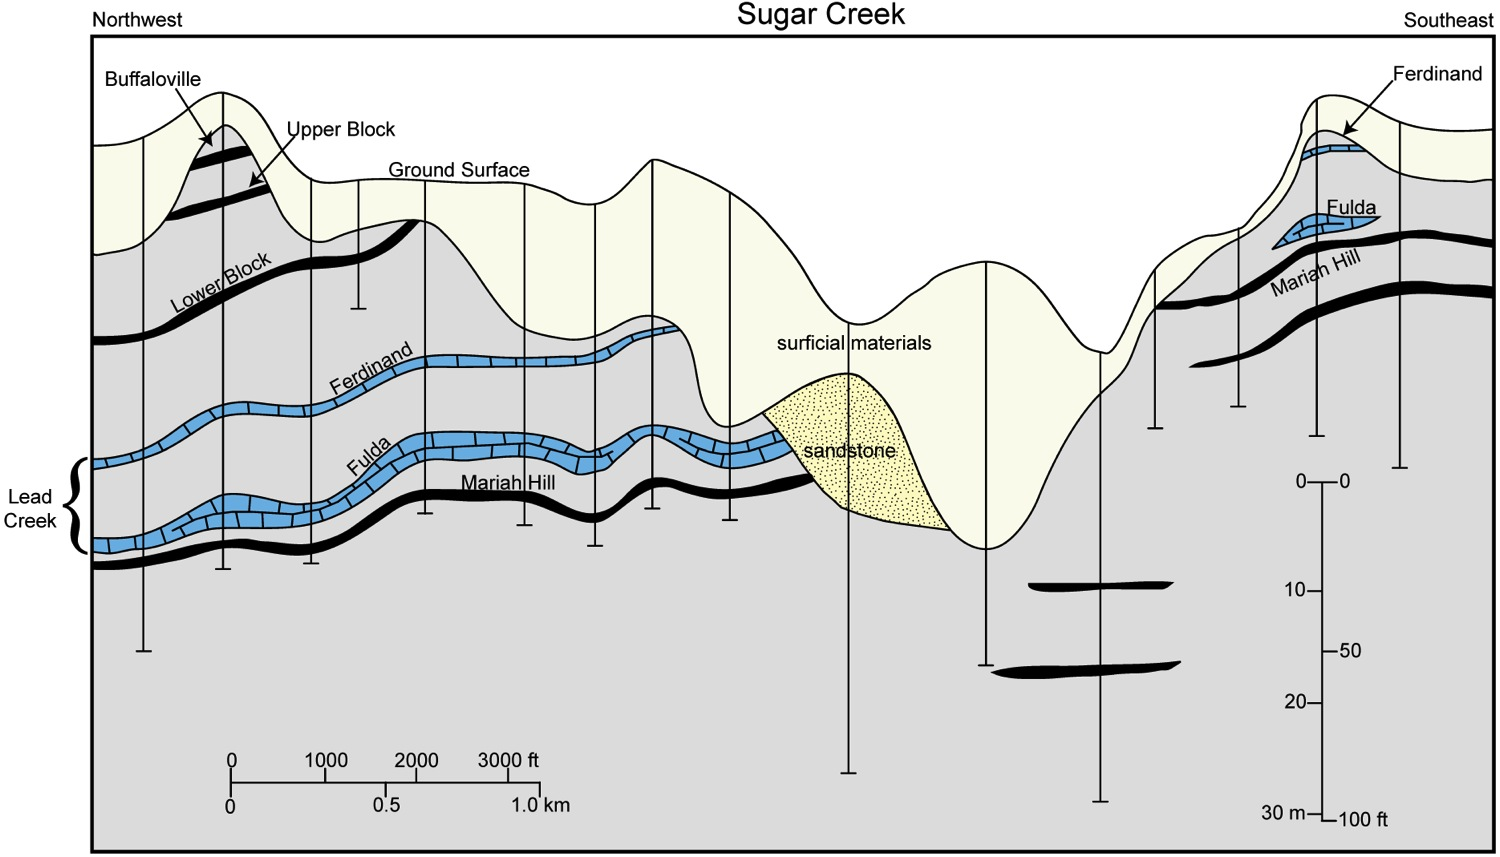 Sugar Creek
Northwest
Southeast
Buffaloville
Ferdinand
Upper Block
Ground Surface
Fulda
Lower Block
Mariah Hill
surficial materials
Ferdinand
Fulda
sandstone
Mariah Hill
Lead
Creek
0 0
10
50
20
30 m 100 ft
0 1000 2000 3000 ft
0 0.5 1.0 km